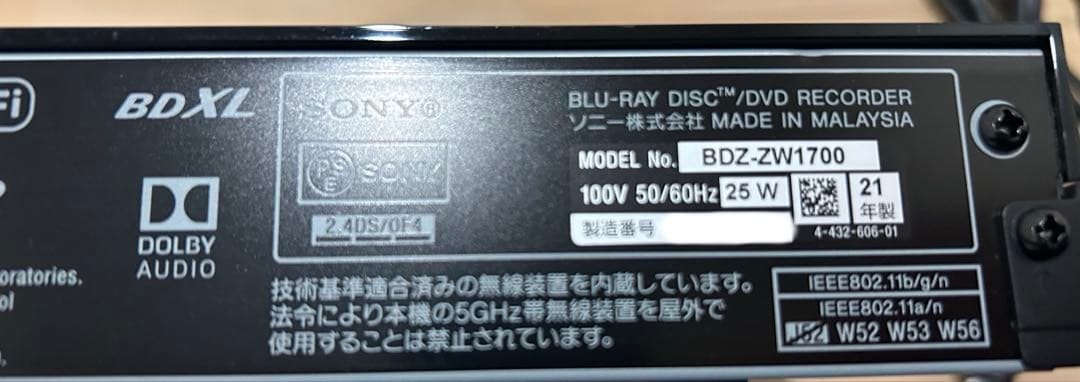 Fi
BDXL
DOLBY
AUDIO
oratories.
ol
SONY®
PS
E
SONY
2.4DS/OF4
BLU-RAY DISC™/DVD RECORDER
ソニー株式会社 MADE IN MALAYSIA
MODEL No. BDZ-ZW1700
100V 50/60Hz 25 W
21
年製
製造番号
4-432-606-01
技術基準適合済みの無線装置を内蔵しています。
法令により本機の5GHz帯無線装置を屋外で
使用することは禁止されています。
IEEE802.11b/g/n
IEEE802.11a/n
J52 W52 W53 W56